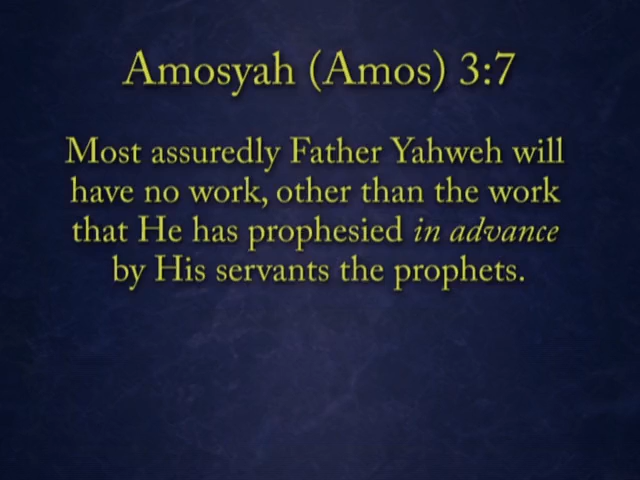 Amosyah (Amos) 3:7
Most assuredly Father Yahweh will
have no work, other than the work
that He has prophesied in advance
by His servants the prophets.